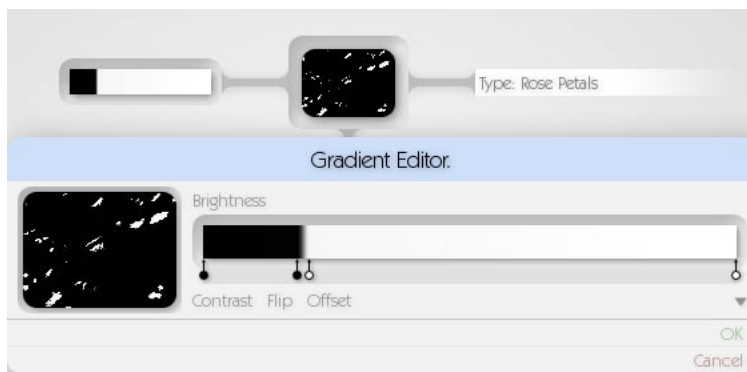 Type: Rose Petals
Gradient Editor.
Brightness
Contrast Flip Offset
OK
Cancel